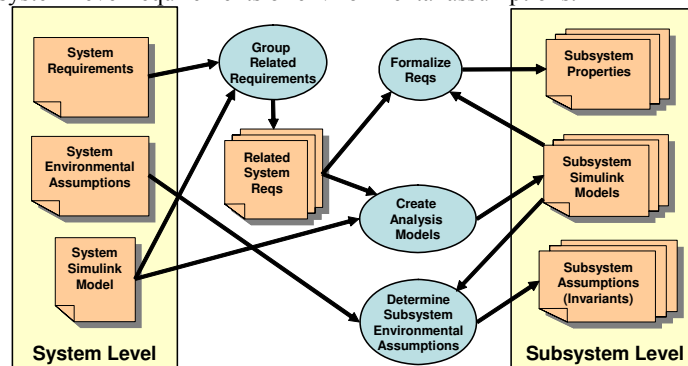 System
Requirements
Group
Related
Requirements
Formalize
Reqs
Subsystem
Properties
System
Environmental
Assumptions
Related
System
Reqs
Subsystem
Simulink
Models
Create
Analysis
Models
System
Simulink
Model
Determine
Subsystem
Environmental
Assumptions
Subsystem
Assumptions
(Invariants)
System Level
Subsystem Level